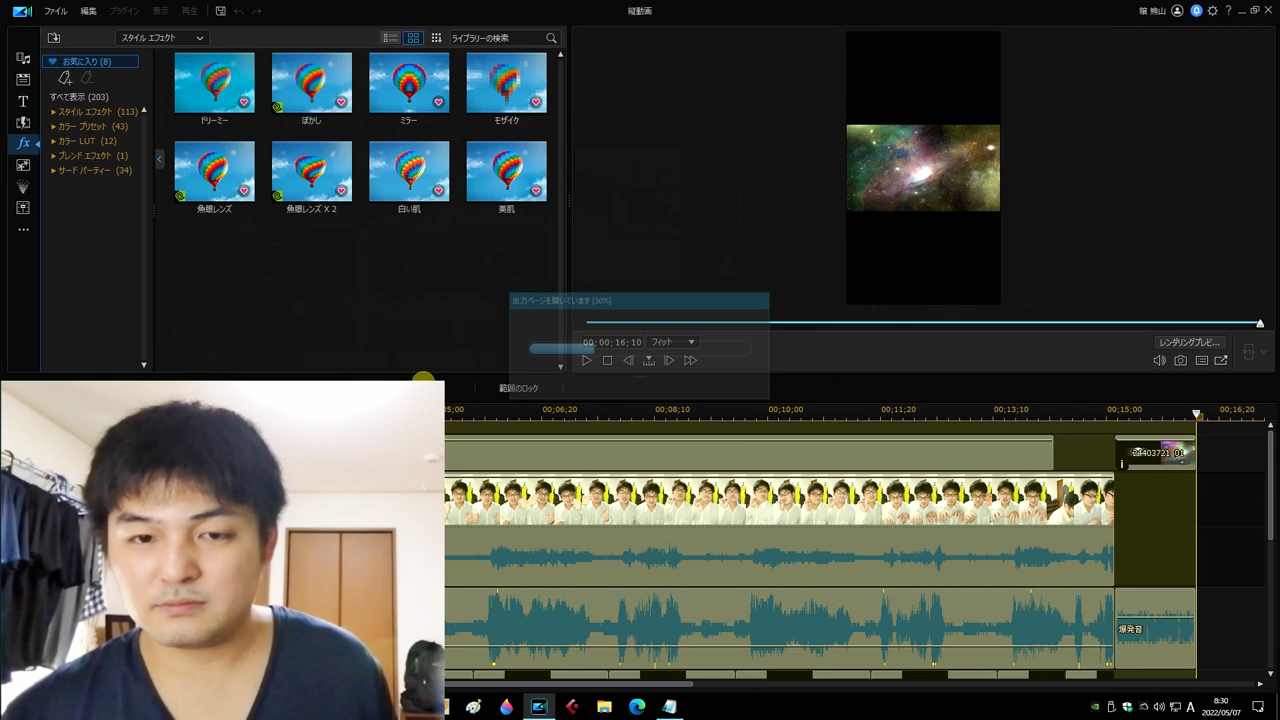 ファイル 編集 プラグイン 表示 再生
縦動画
スタイル エフェクト
ライブラリーの検索
お気に入り (8)
すべて表示 (203)
スタイル エフェクト (113)
カラー プリセット (43)
カラー LUT (12)
ブレンド エフェクト (1)
サード パーティー (34)
ドリーミー
ぼかし
ミラー
モザイク
魚眼レンズ
魚眼レンズ X 2
白い肌
美肌
出力ページを開いています (30%)
00;00;16;10 フィット
レンダリングプレビ...
0:16
範囲のロック
05;00 00;06;20 00;08;10 00;10;00 00;11;20 00;13;10 00;15;00 00;16;20
38403721_01
爆発音
A
8:30
2022/05/07